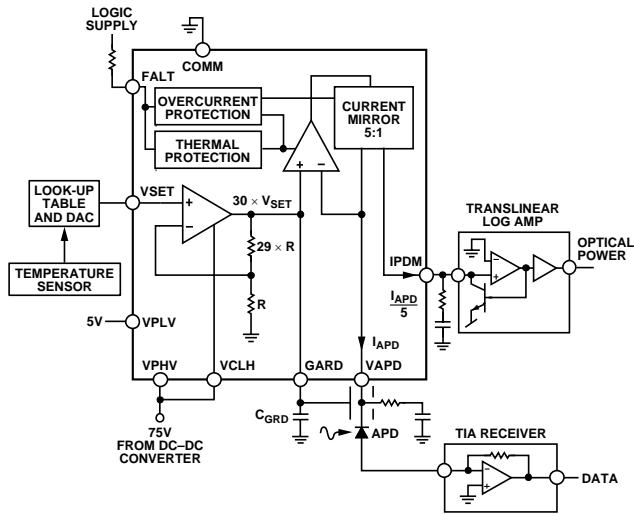 LOGIC
SUPPLY
COMM
FALT
OVERCURRENT
PROTECTION
THERMAL
PROTECTION
CURRENT
MIRROR
5:1
+
–
LOOK-UP
TABLE
AND DAC
VSET
+
–
30 × VSET
29 × R
R
TEMPERATURE
SENSOR
TRANSLINEAR
LOG AMP
OPTICAL
POWER
–
+
IPDM
IAPD
5
5V
VPLV
IAPD
VPHV
VCLH
GARD
VAPD
75V
FROM DC–DC
CONVERTER
CGRD
APD
TIA RECEIVER
–
+
DATA